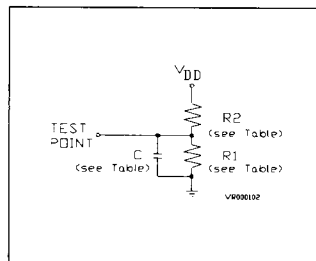 VDD
R2
(see Table)
TEST
POINT
C
(see Table)
R1
(see Table)
VR000102